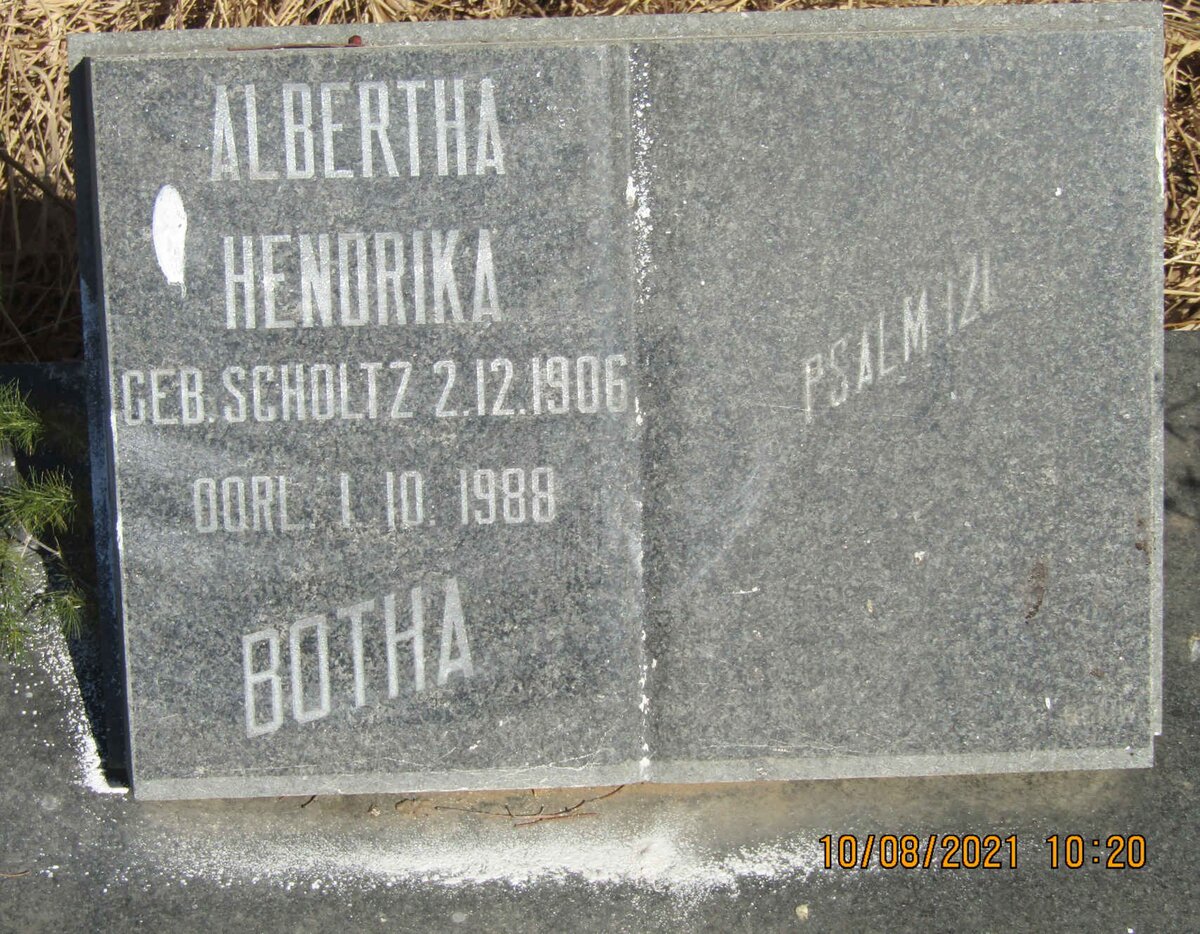 ALBERTHA
HENDRIKA
GEB. SCHOLTZ 2.12.1906
OORL. 1. 10. 1988
BOTHA
PSALM 121
10/08/2021 10:20